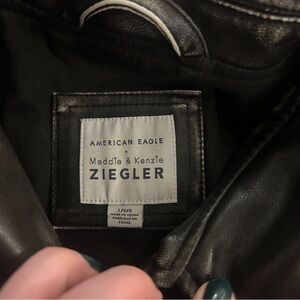 AMERICAN EAGLE
+
Maddie & Kenzie
ZIEGLER
L/G/G